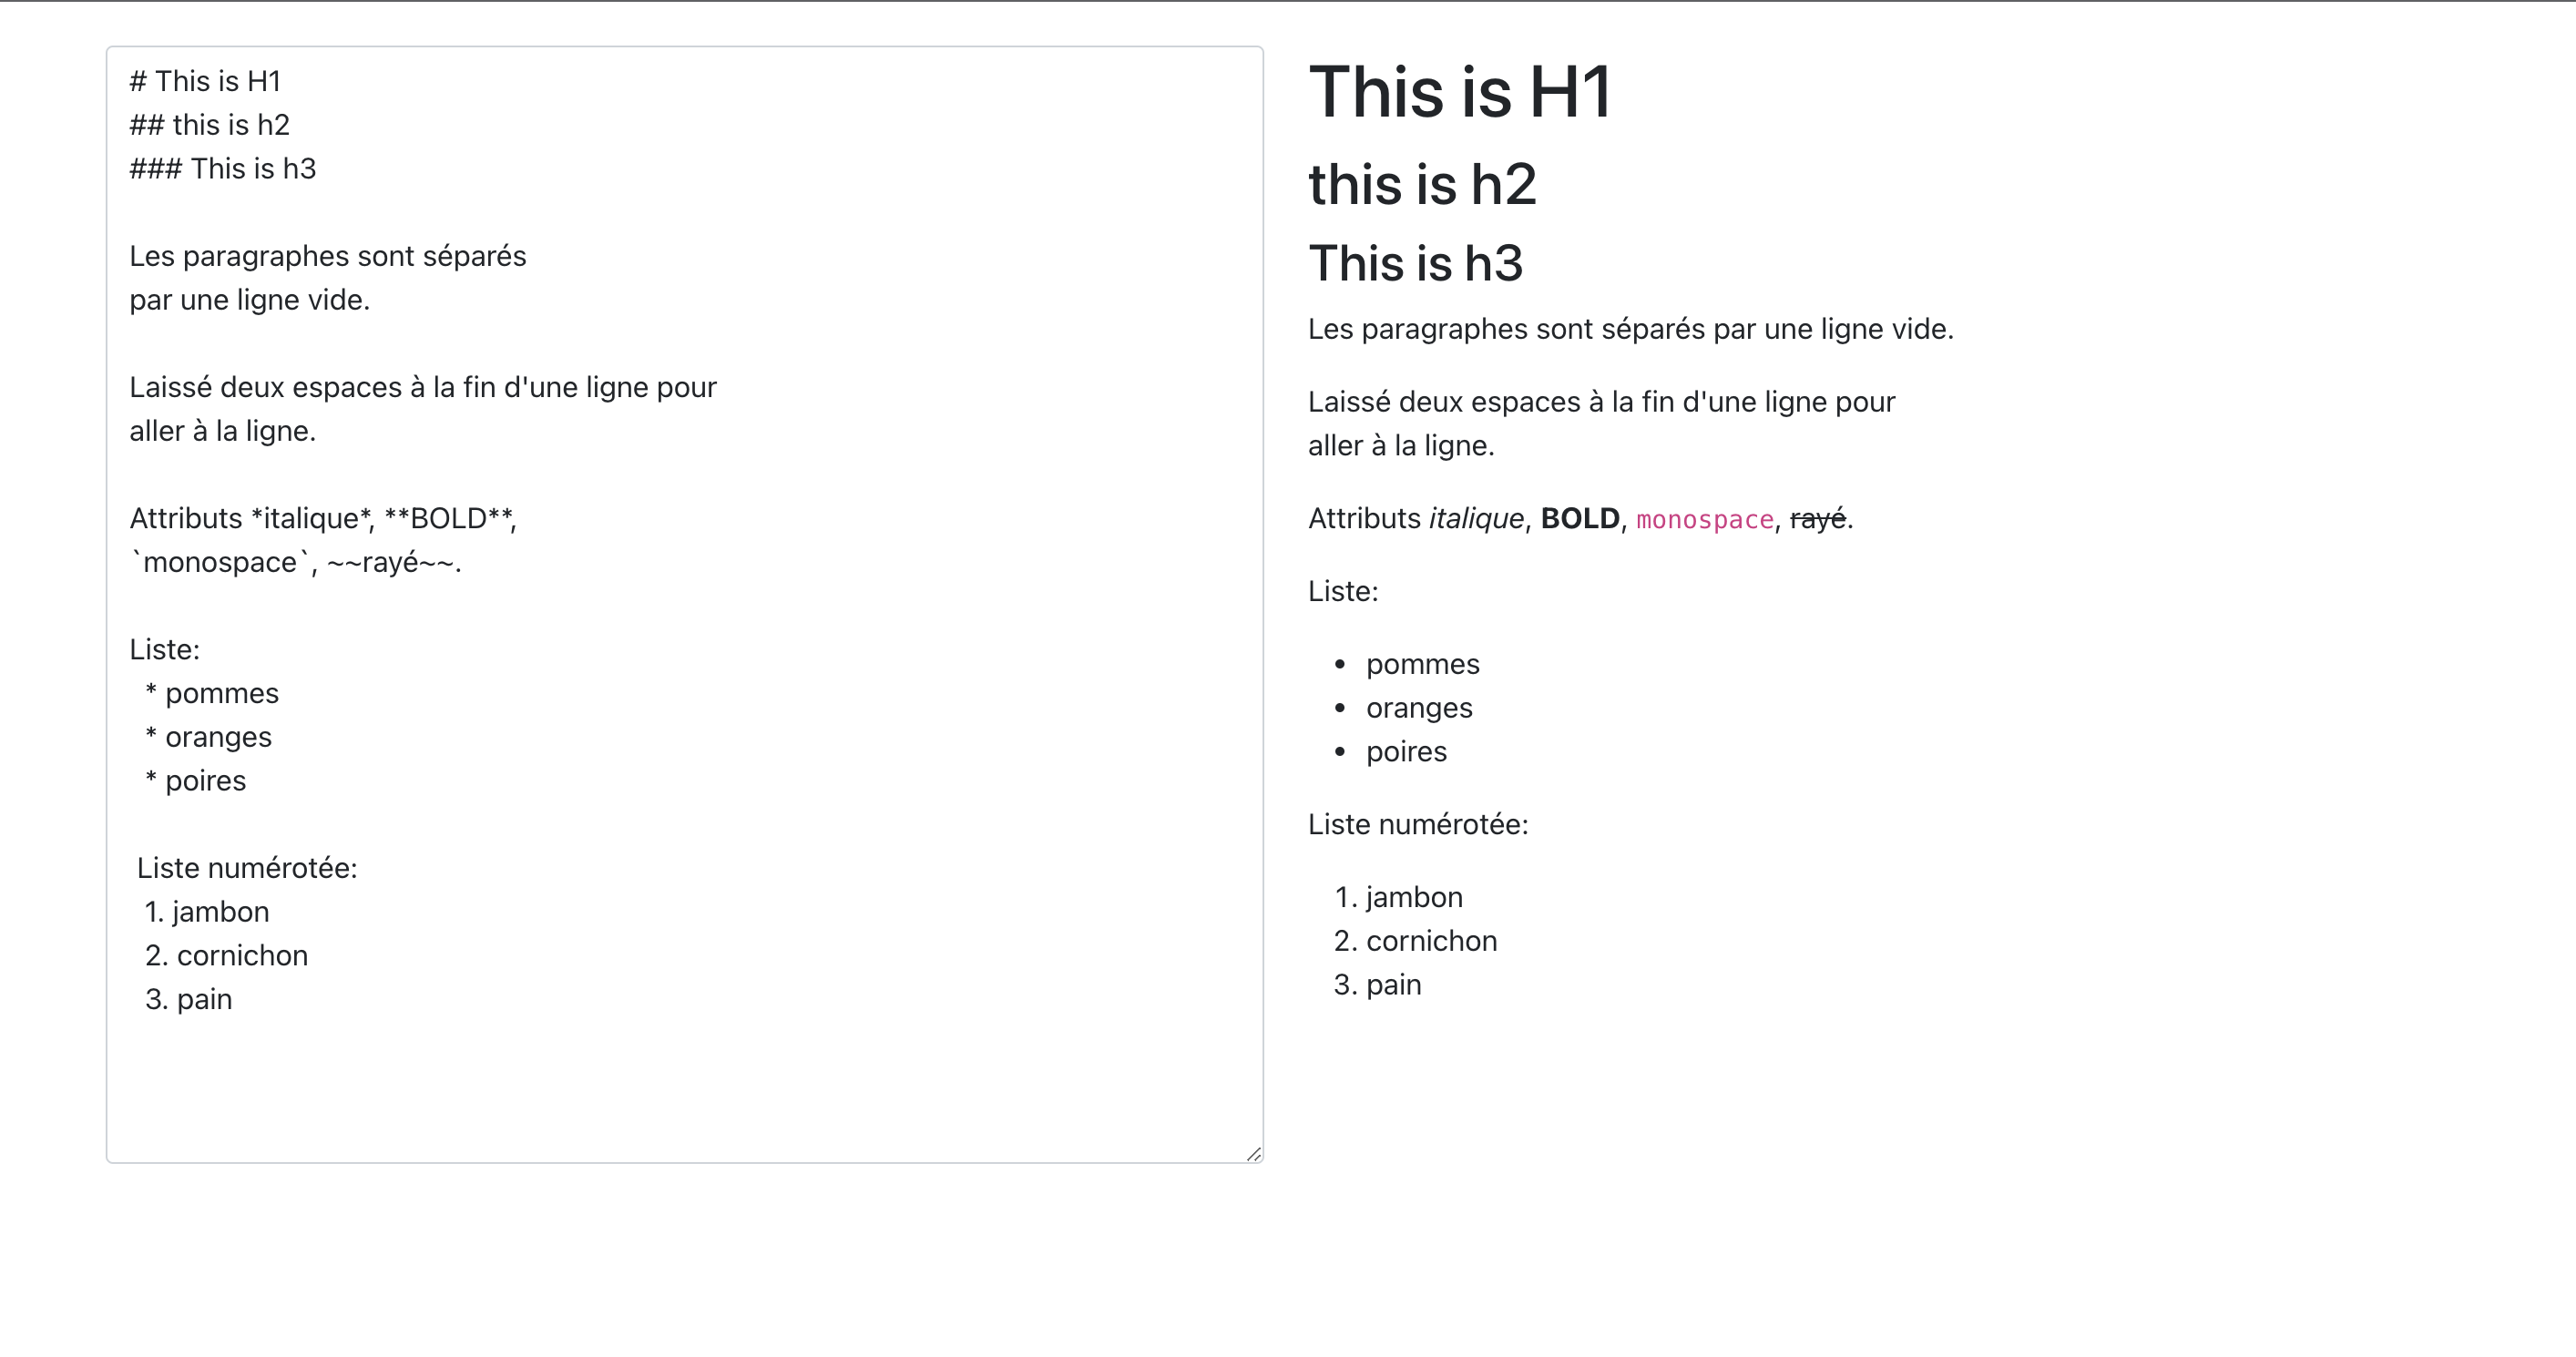 # This is H1
## this is h2
### This is h3
Les paragraphes sont séparés
par une ligne vide.
Laissé deux espaces à la fin d'une ligne pour
aller à la ligne.
Attributs *italique*, **BOLD**,
`monospace`, ~~rayé~~.
Liste:
* pommes
* oranges
* poires
Liste numérotée:
1. jambon
2. cornichon
3. pain
This is H1
this is h2
This is h3
Les paragraphes sont séparés par une ligne vide.
Laissé deux espaces à la fin d'une ligne pour
aller à la ligne.
Attributs italique, BOLD, monospace, rayé.
Liste:
• pommes
• oranges
• poires
Liste numérotée:
1. jambon
2. cornichon
3. pain